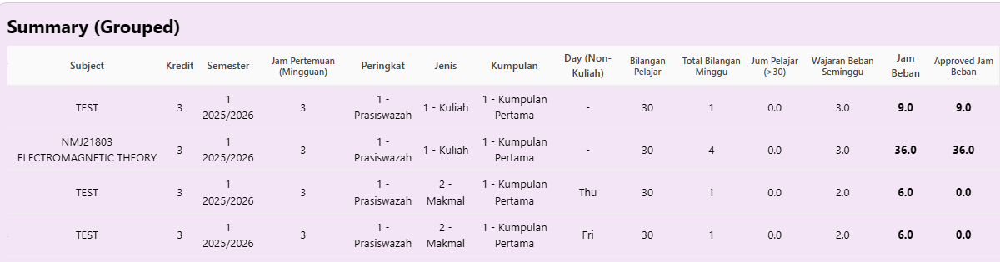 Summary (Grouped)
Subject Kredit Semester Jam Pertemuan (Mingguan) Peringkat Jenis Kumpulan Day (Non-Kuliah) Bilangan Pelajar Total Bilangan Minggu Jum Pelajar (>30) Wajaran Beban Seminggu Jam Beban Approved Jam Beban
TEST 3 1 2025/2026 3 1 - Prasiswazah 1 - Kuliah 1 - Kumpulan Pertama - 30 1 0.0 3.0 9.0 9.0
NMJ21803 ELECTROMAGNETIC THEORY 3 1 2025/2026 3 1 - Prasiswazah 1 - Kuliah 1 - Kumpulan Pertama - 30 4 0.0 3.0 36.0 36.0
TEST 3 1 2025/2026 3 1 - Prasiswazah 2 - Makmal 1 - Kumpulan Pertama Thu 30 1 0.0 2.0 6.0 0.0
TEST 3 1 2025/2026 3 1 - Prasiswazah 2 - Makmal 1 - Kumpulan Pertama Fri 30 1 0.0 2.0 6.0 0.0